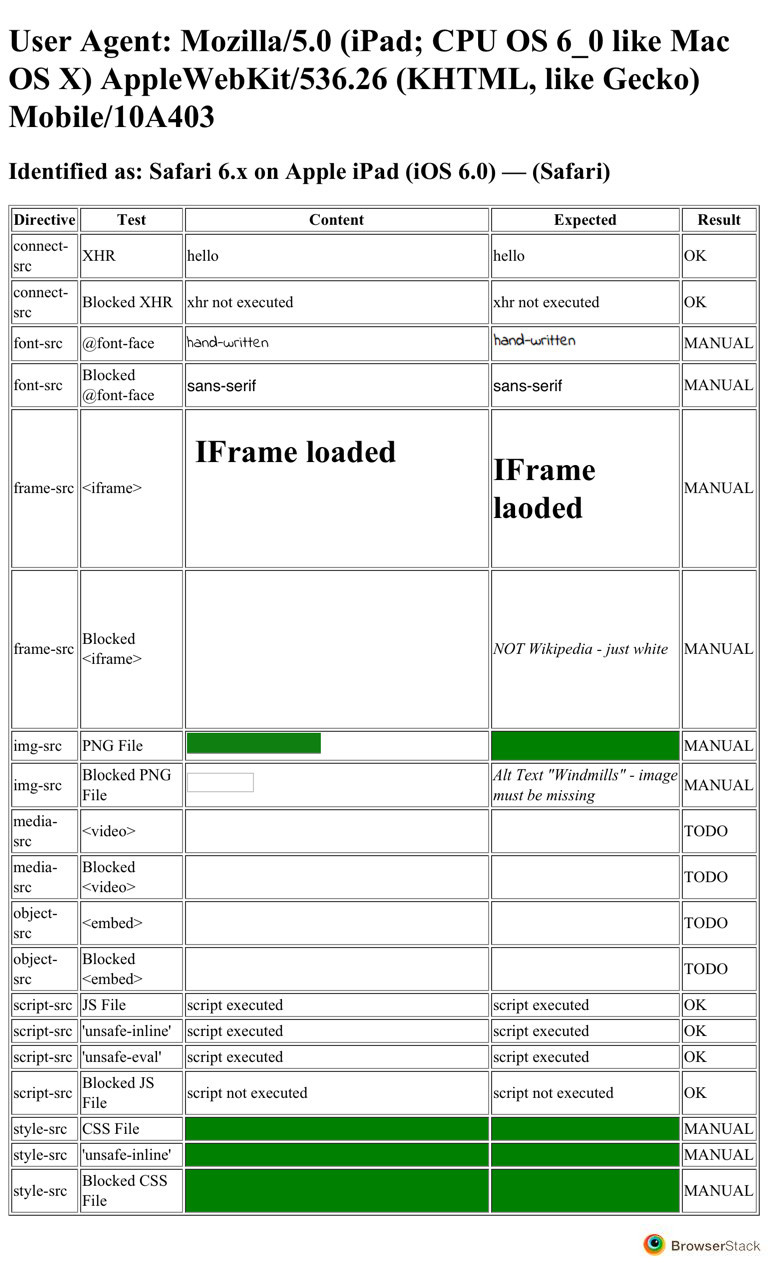 User Agent: Mozilla/5.0 (iPad; CPU OS 6_0 like Mac
OS X) AppleWebKit/536.26 (KHTML, like Gecko)
Mobile/10A403
Identified as: Safari 6.x on Apple iPad (iOS 6.0) — (Safari)
Directive Test Content Expected Result
connect-
src XHR hello hello OK
connect-
src Blocked XHR xhr not executed xhr not executed OK
font-src @font-face hand-written hand-written MANUAL
font-src Blocked
@font-face sans-serif sans-serif MANUAL
frame-src <iframe> IFrame loaded IFrame
laoded MANUAL
frame-src Blocked
<iframe> NOT Wikipedia - just white MANUAL
img-src PNG File MANUAL
img-src Blocked PNG
File Alt Text "Windmills" - image
must be missing MANUAL
media-
src <video> TODO
media-
src Blocked
<video> TODO
object-
src <embed> TODO
object-
src Blocked
<embed> TODO
script-src JS File script executed script executed OK
script-src 'unsafe-inline' script executed script executed OK
script-src 'unsafe-eval' script executed script executed OK
script-src Blocked JS
File script not executed script not executed OK
style-src CSS File MANUAL
style-src 'unsafe-inline' MANUAL
style-src Blocked CSS
File MANUAL
BrowserStack